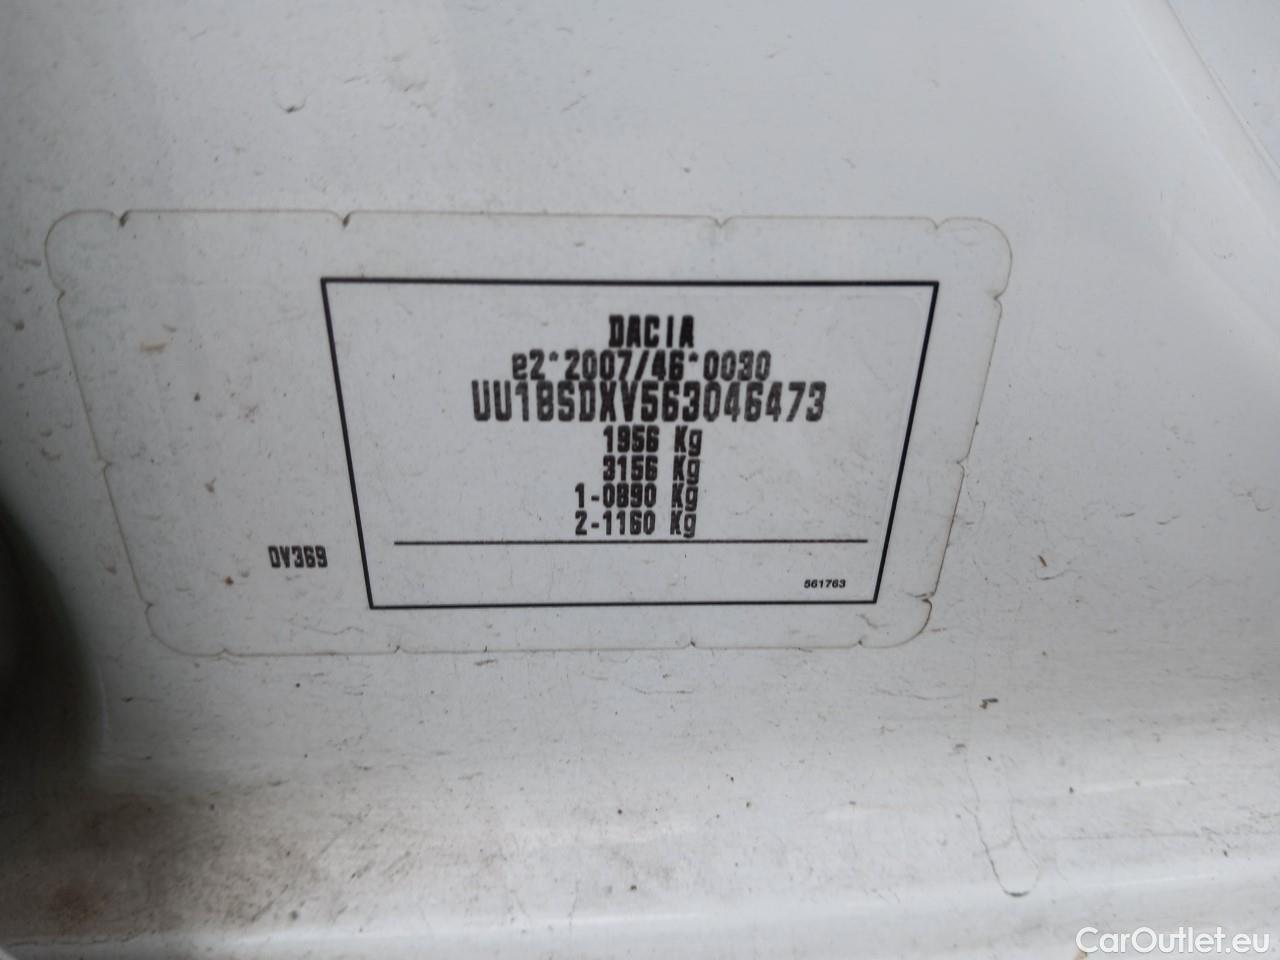 DACIA
e2*2007/46*0030
UU18SDXV563046473
1956 Kg
3156 Kg
1-0890 Kg
2-1160 Kg
DV369
561763
CarOutlet.eu